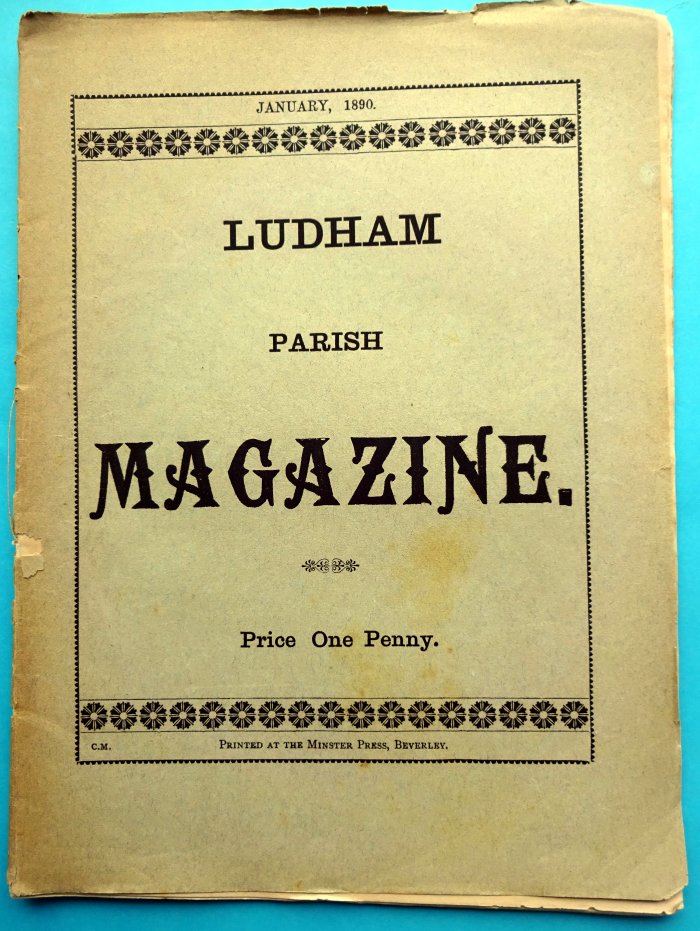 JANUARY, 1890.
LUDHAM
PARISH
MAGAZINE.
Price One Penny.
C.M. PRINTED AT THE MINSTER PRESS, BEVERLEY.